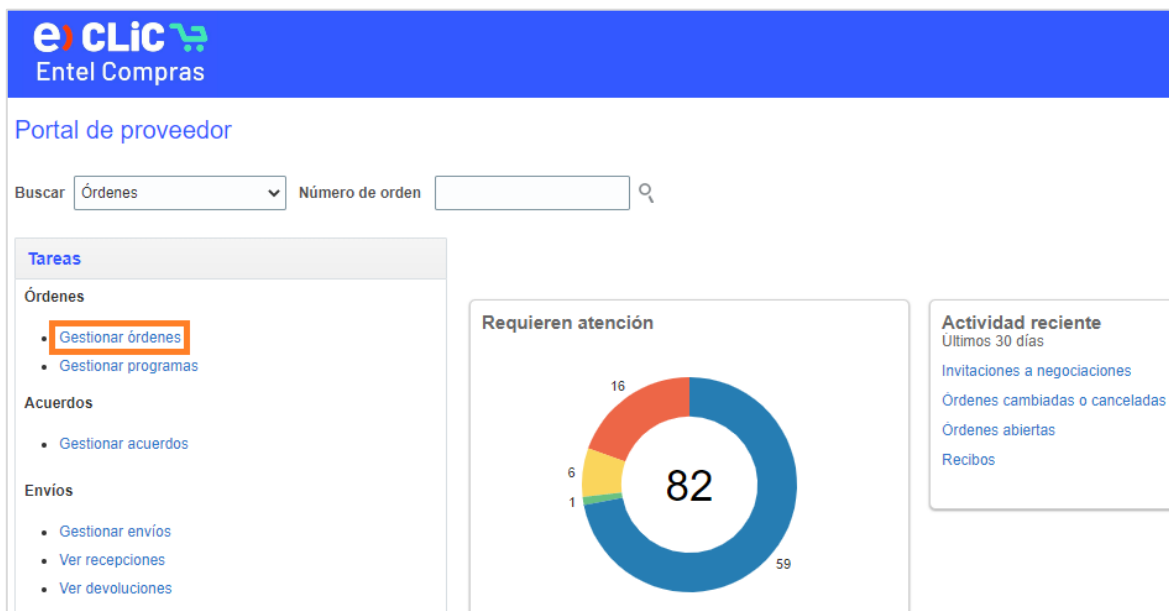 e) CLiC
Entel Compras
Portal de proveedor
Buscar Órdenes Número de orden
Tareas
Órdenes
Gestionar órdenes
Gestionar programas
Acuerdos
Gestionar acuerdos
Envíos
Gestionar envíos
Ver recepciones
Ver devoluciones
Requieren atención
16
6
1
82
59
Actividad reciente
Últimos 30 días
Invitaciones a negociaciones
Órdenes cambiadas o canceladas
Órdenes abiertas
Recibos